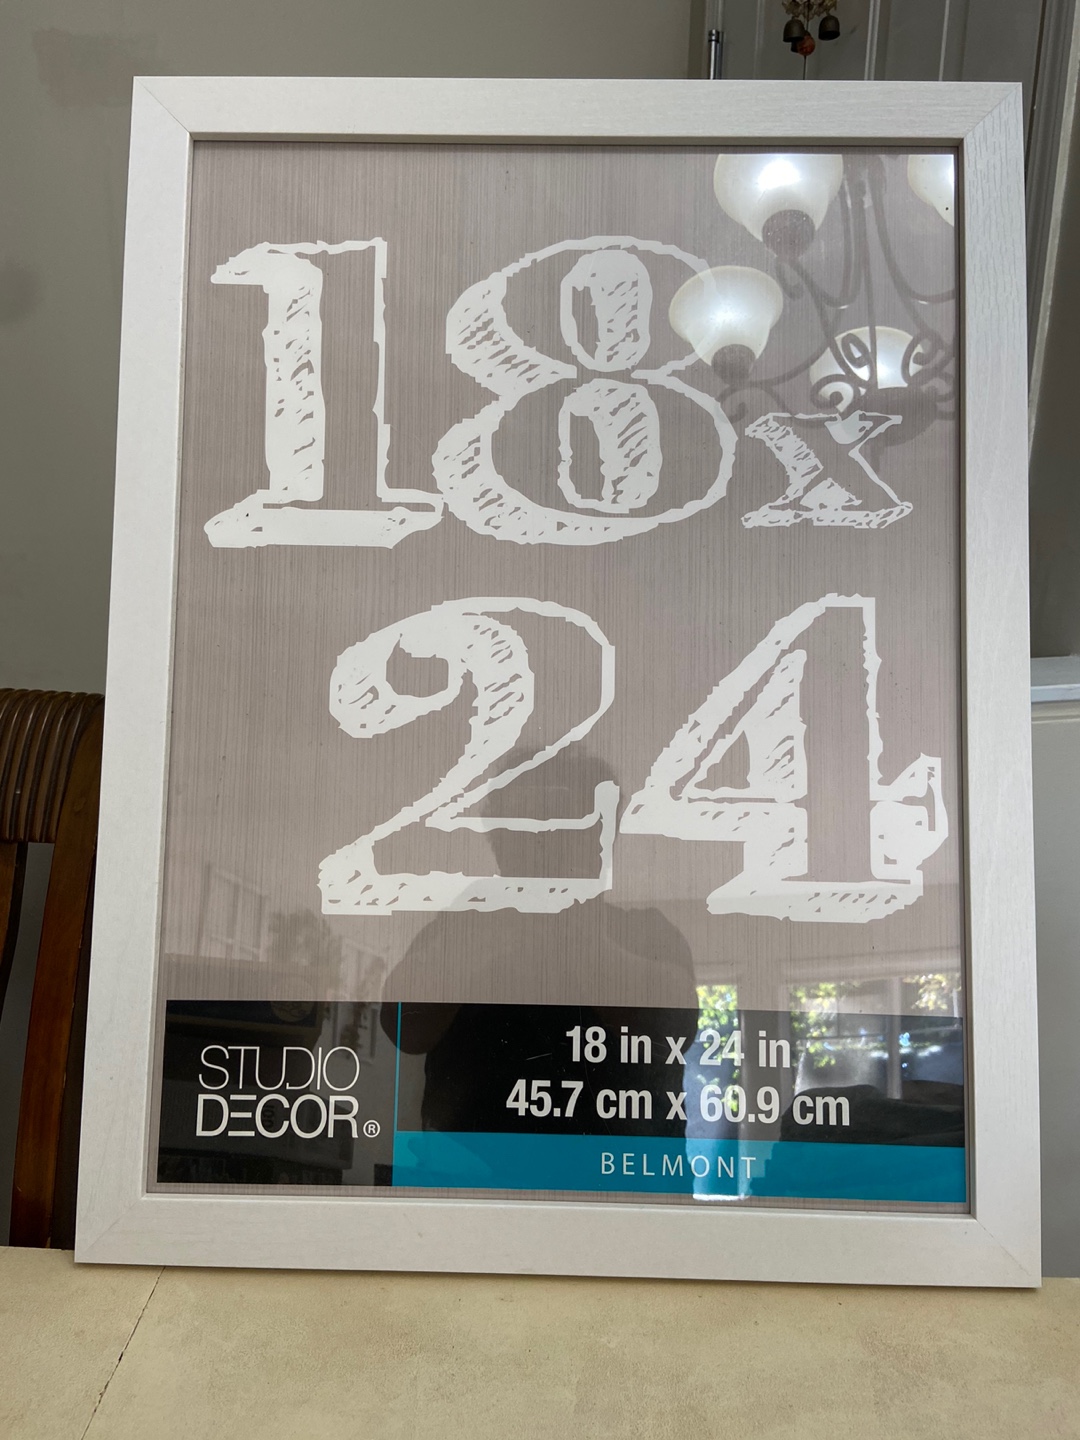 18x
24
STUDIO
DECOR®
18 in x 24 in
45.7 cm x 60.9 cm
BELMONT